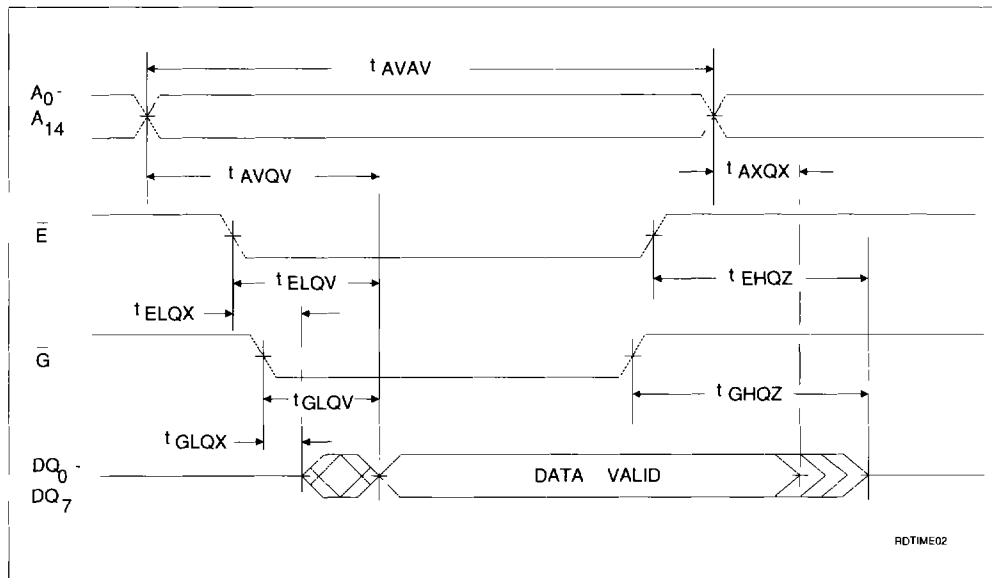 t AVAV
A0-
A14
t AVQV
t AXQX
E
t ELQV
t EHQZ
t ELQX
G
t GLQV
t GHQZ
t GLQX
DQ0-
DQ7
DATA VALID
RDTIME02